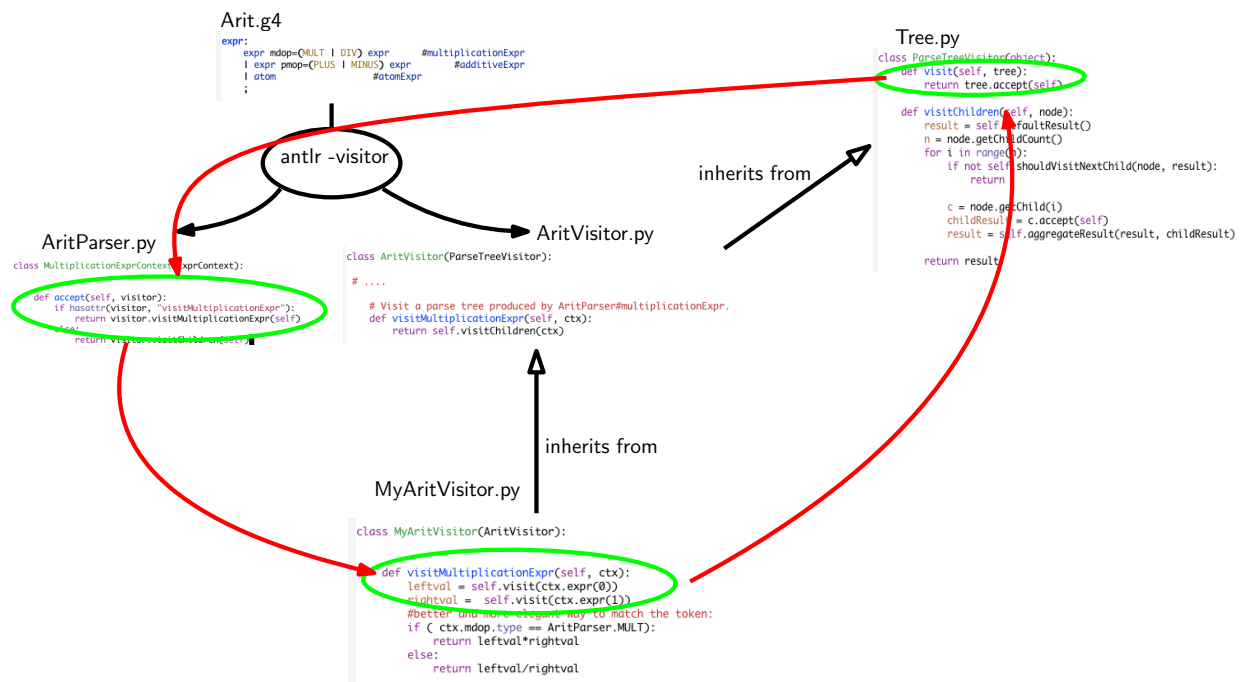 Arit.g4
expr:
expr mdop=(MULT | DIV) expr #multiplicationExpr
| expr pmop=(PLUS | MINUS) expr #additiveExpr
| atom #atomExpr
;
antlr -visitor
Tree.py
class ParseTreeVisitor(object):
def visit(self, tree):
return tree.accept(self)
def visitChildren(self, node):
result = self.defaultResult()
n = node.getChildCount()
for i in range(n):
if not self.shouldVisitNextChild(node, result):
return
c = node.getChild(i)
childResult = c.accept(self)
result = self.aggregateResult(result, childResult)
return result
inherits from
AritParser.py
class MultiplicationExprContext(ExprContext):
def accept(self, visitor):
if hasattr(visitor, "visitMultiplicationExpr"):
return visitor.visitMultiplicationExpr(self)
else:
return visitor.visitChildren(self)
AritVisitor.py
class AritVisitor(ParseTreeVisitor):
# ....
# Visit a parse tree produced by AritParser#multiplicationExpr.
def visitMultiplicationExpr(self, ctx):
return self.visitChildren(ctx)
inherits from
MyAritVisitor.py
class MyAritVisitor(AritVisitor):
def visitMultiplicationExpr(self, ctx):
leftval = self.visit(ctx.expr(0))
rightval = self.visit(ctx.expr(1))
#better and more elegant way to match the token:
if ( ctx.mdop.type == AritParser.MULT):
return leftval*rightval
else:
return leftval/rightval